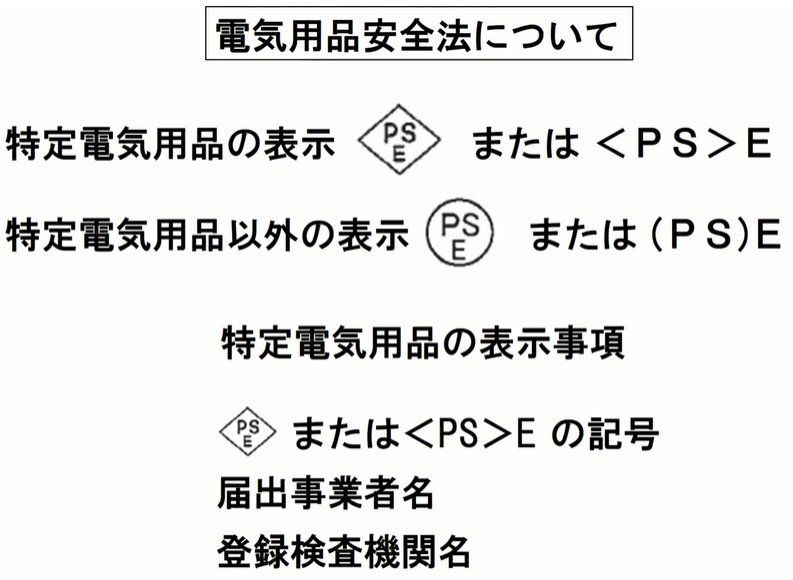 電気用品安全法について
特定電気用品の表示 PSE または ＜ＰＳ＞Ｅ
特定電気用品以外の表示 PSE または（ＰＳ）Ｅ
特定電気用品の表示事項
PSE または＜PS＞E の記号
届出事業者名
登録検査機関名